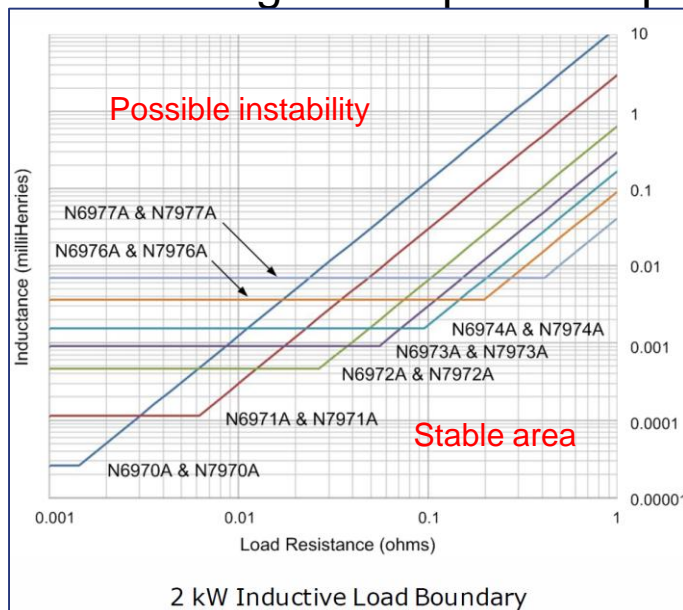 10
Possible instability
1
N6977A & N7977A
0.1
N6976A & N7976A
Inductance (milliHenries)
0.01
N6974A & N7974A
N6973A & N7973A
0.001
N6972A & N7972A
N6971A & N7971A
Stable area
0.0001
N6970A & N7970A
0.00001
0.001 0.01 0.1 1
Load Resistance (ohms)
2 kW Inductive Load Boundary